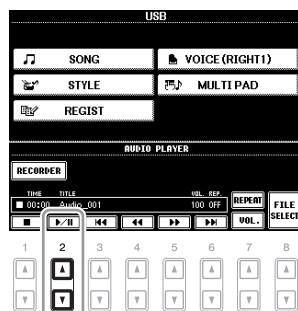 USB
SONG
VOICE(RIGHT1)
STYLE
MULTI PAD
REGIST
AUDIO PLAYER
RECORDER
TIME TITLE VOL. REP.
00:00 Audio_001 100 OFF
REPEAT
FILE SELECT
VOL.
1 2 3 4 5 6 7 8